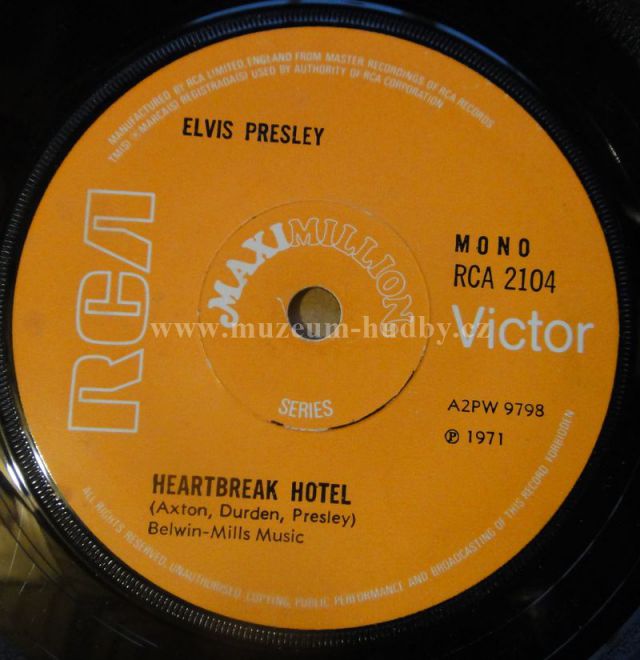 MANUFACTURED BY RCA LIMITED, ENGLAND FROM MASTER RECORDINGS OF RCA RECORDS
TM(S) ® MARCA(S) REGISTRADA(S) USED BY AUTHORITY OF RCA CORPORATION
ELVIS PRESLEY
RCA
MAXIMILLION
SERIES
MONO
RCA 2104
Victor
www.muzeum-hudby.cz
A2PW 9798
℗ 1971
HEARTBREAK HOTEL
(Axton, Durden, Presley)
Belwin-Mills Music
ALL RIGHTS RESERVED. UNAUTHORISED COPYING, PUBLIC PERFORMANCE AND BROADCASTING OF THIS RECORD FORBIDDEN